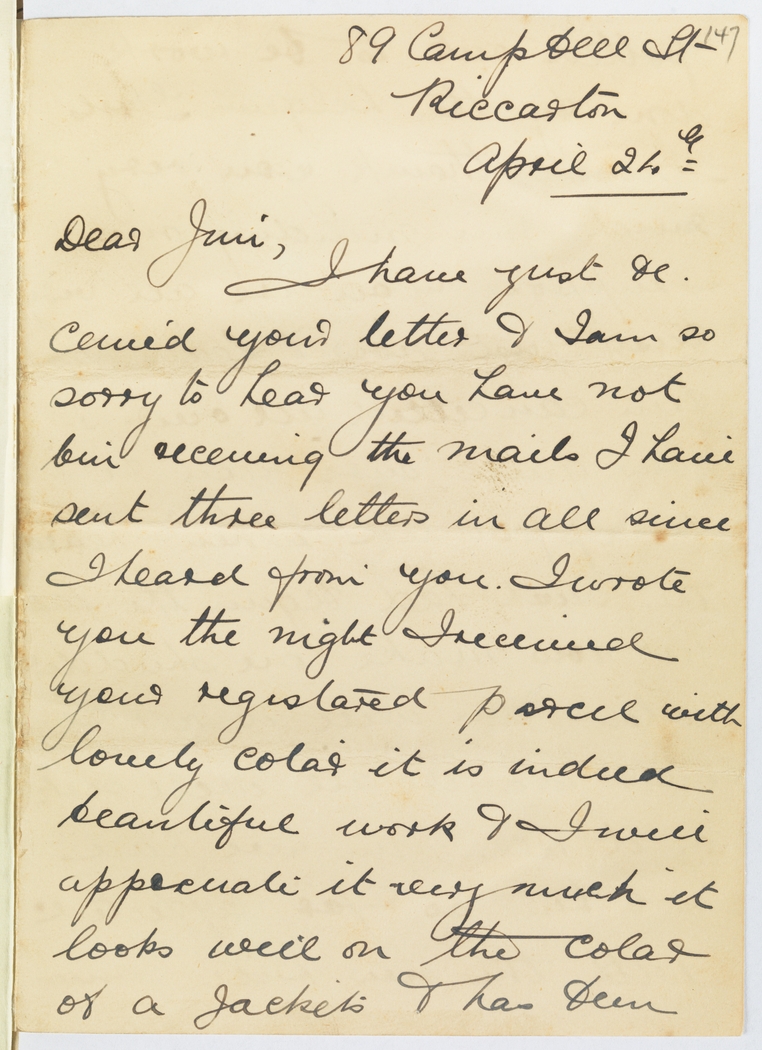 89 Campbell St 147
Riccarton
April 24th
Dear Jim,
I have just re.
ceived your letter & I am so
sorry to hear you have not
bin receiving the mails I have
sent three letters in all since
I heard from you. I wrote
you the night I received
your registared parcel with
lovely colar it is indeed
beautiful work & I will
appreciate it very much it
looks well on the colar
of a Jackets & has been